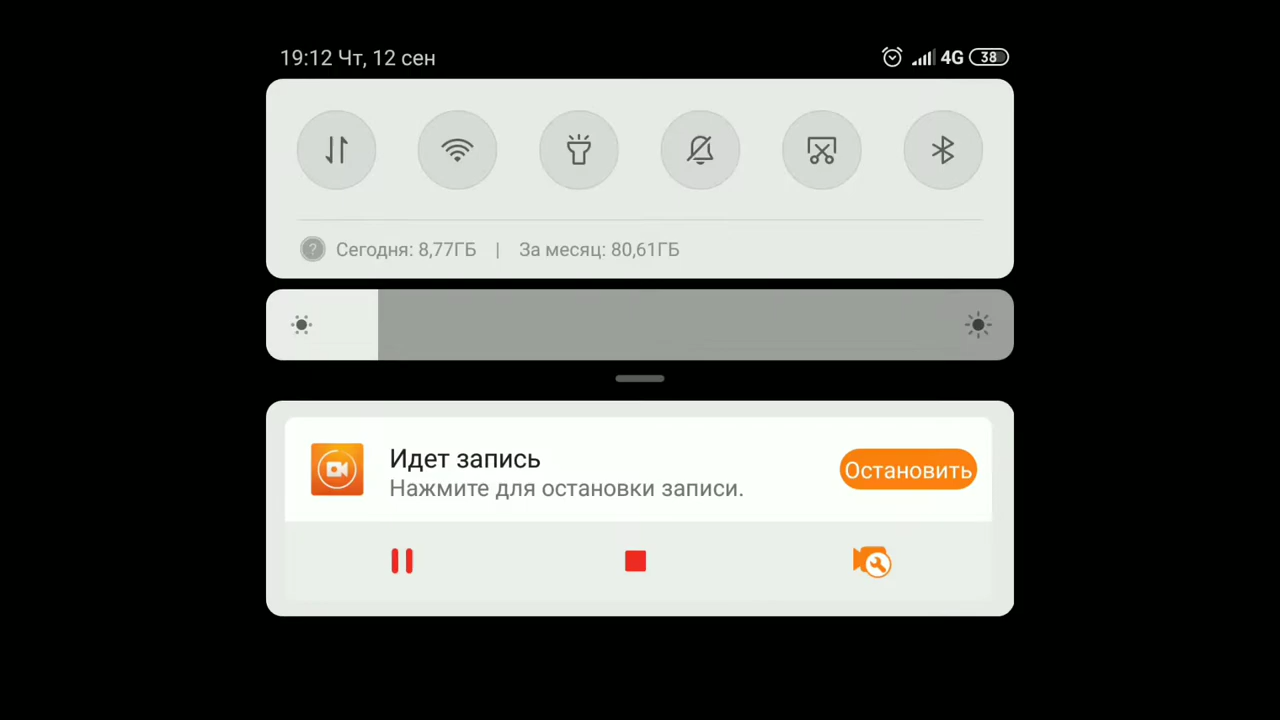 19:12 Чт, 12 сен
4G 38
? Сегодня: 8,77ГБ | За месяц: 80,61ГБ
Идет запись
Нажмите для остановки записи.
Остановить